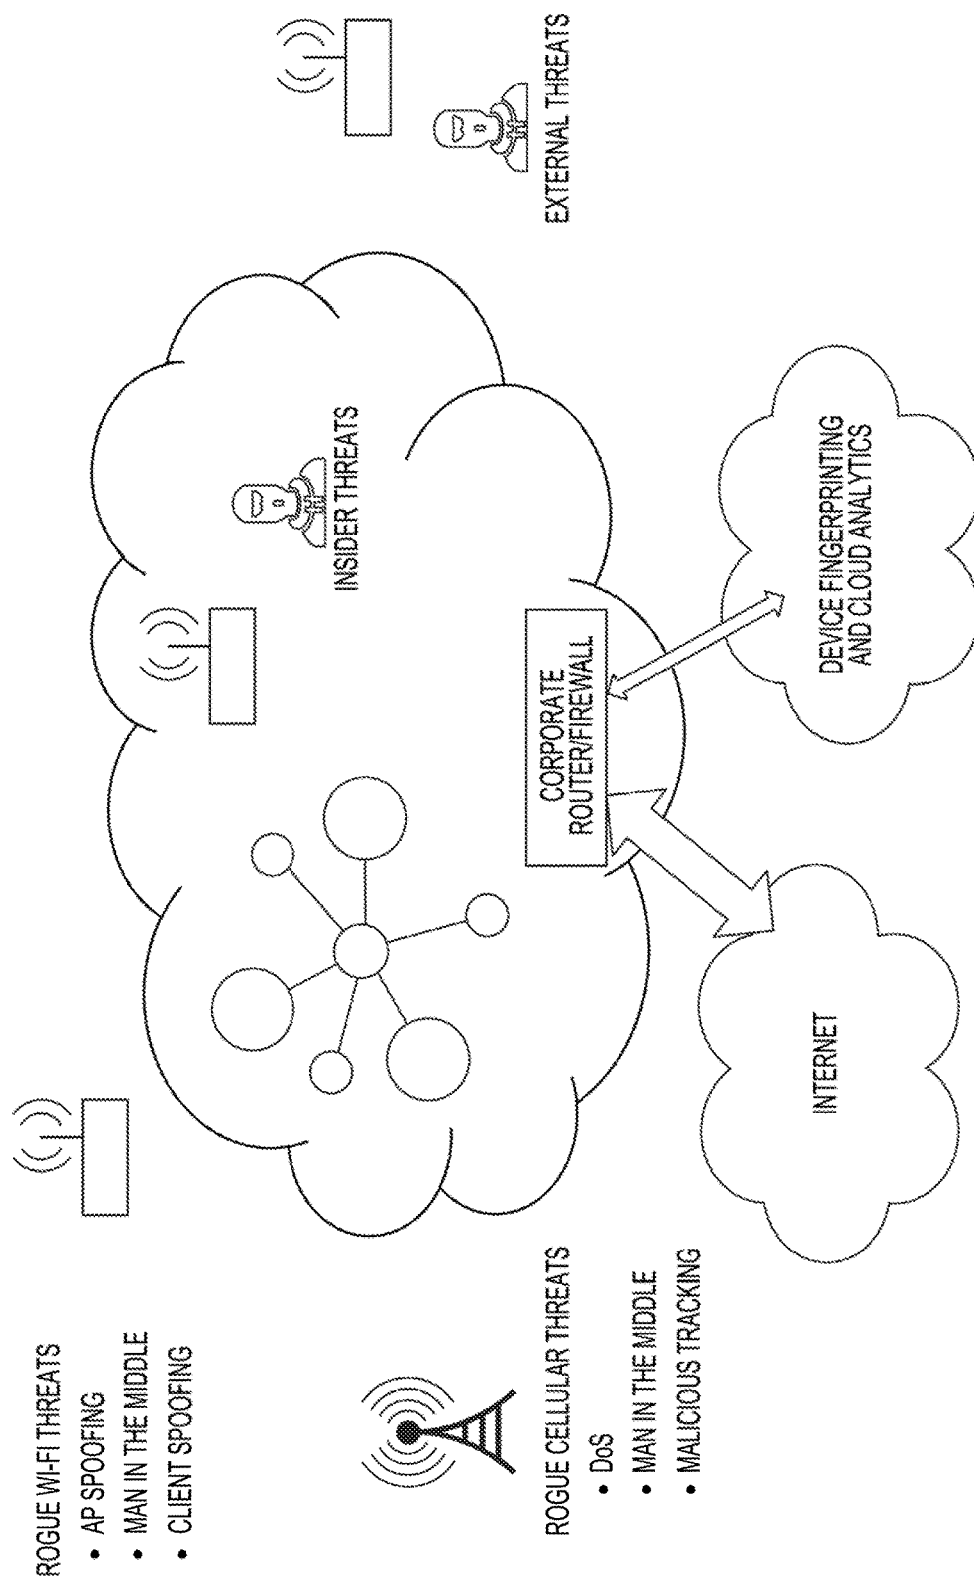 ROGUE WI-FI THREATS
• AP SPOOFING
• MAN IN THE MIDDLE
• CLIENT SPOOFING
ROGUE CELLULAR THREATS
• DoS
• MAN IN THE MIDDLE
• MALICIOUS TRACKING
INSIDER THREATS
EXTERNAL THREATS
CORPORATE
ROUTER/FIREWALL
INTERNET
DEVICE FINGERPRINTING
AND CLOUD ANALYTICS